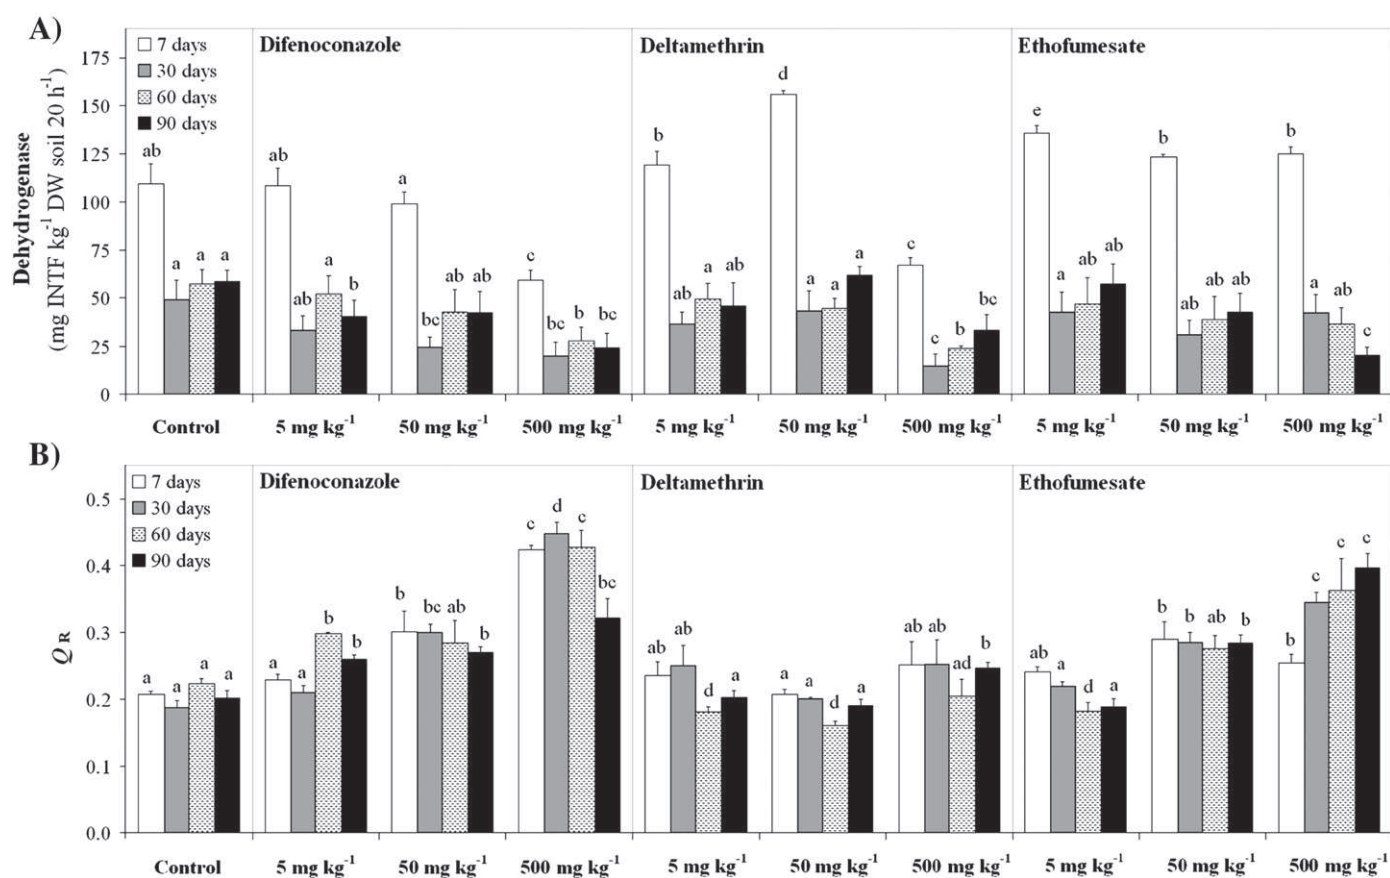 A)
Dehydrogenase
(mg INTF kg⁻¹ DW soil 20 h⁻¹)
175
150
125
100
75
50
25
0
7 days
30 days
60 days
90 days
Difenoconazole
Deltamethrin
Ethofumesate
ab a a a
ab ab a b
a bc ab ab
c bc b bc
b ab a ab
d a a a
c c b bc
e a ab ab
b ab ab ab
b a ab c
Control 5 mg kg⁻¹ 50 mg kg⁻¹ 500 mg kg⁻¹ 5 mg kg⁻¹ 50 mg kg⁻¹ 500 mg kg⁻¹ 5 mg kg⁻¹ 50 mg kg⁻¹ 500 mg kg⁻¹
B)
QR
0.5
0.4
0.3
0.2
0.1
0.0
7 days
30 days
60 days
90 days
Difenoconazole
Deltamethrin
Ethofumesate
a a a a
a a b b
b bc ab b
c d c bc
ab ab d a
a a d a
ab ab ad b
ab a d a
b b ab b
b c c c
Control 5 mg kg⁻¹ 50 mg kg⁻¹ 500 mg kg⁻¹ 5 mg kg⁻¹ 50 mg kg⁻¹ 500 mg kg⁻¹ 5 mg kg⁻¹ 50 mg kg⁻¹ 500 mg kg⁻¹